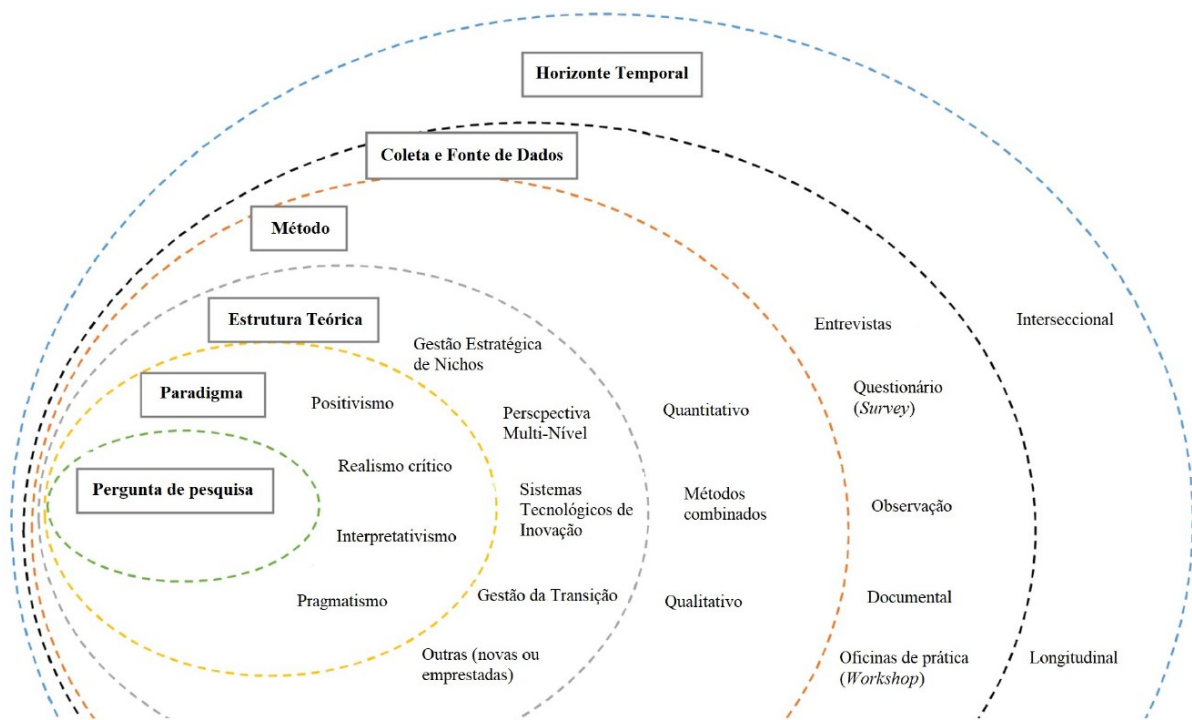 Horizonte Temporal
Coleta e Fonte de Dados
Método
Estrutura Teórica
Paradigma
Pergunta de pesquisa
Positivismo
Realismo crítico
Interpretativismo
Pragmatismo
Gestão Estratégica
de Nichos
Perscpectiva
Multi-Nível
Sistemas
Tecnológicos de
Inovação
Gestão da Transição
Outras (novas ou
emprestadas)
Quantitativo
Métodos
combinados
Qualitativo
Entrevistas
Questionário
(Survey)
Observação
Documental
Oficinas de prática
(Workshop)
Interseccional
Longitudinal